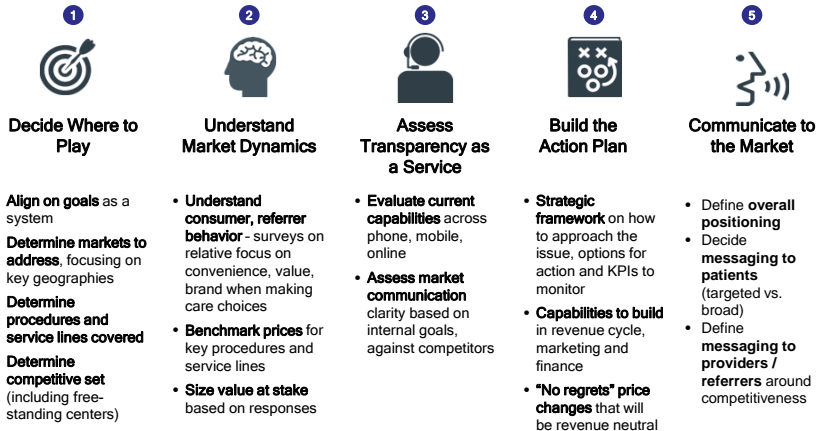 1
Decide Where to
Play
Align on goals as a
system
Determine markets to
address, focusing on
key geographies
Determine
procedures and
service lines covered
Determine
competitive set
(including free-
standing centers)
2
Understand
Market Dynamics
• Understand
consumer, referrer
behavior - surveys on
relative focus on
convenience, value,
brand when making
care choices
• Benchmark prices for
key procedures and
service lines
• Size value at stake
based on responses
3
Assess
Transparency as
a Service
• Evaluate current
capabilities across
phone, mobile,
online
• Assess market
communication
clarity based on
internal goals,
against competitors
4
Build the
Action Plan
• Strategic
framework on how
to approach the
issue, options for
action and KPIs to
monitor
• Capabilities to build
in revenue cycle,
marketing and
finance
• “No regrets” price
changes that will
be revenue neutral
5
Communicate to
the Market
• Define overall
positioning
• Decide
messaging to
patients
(targeted vs.
broad)
• Define
messaging to
providers /
referrers around
competitiveness